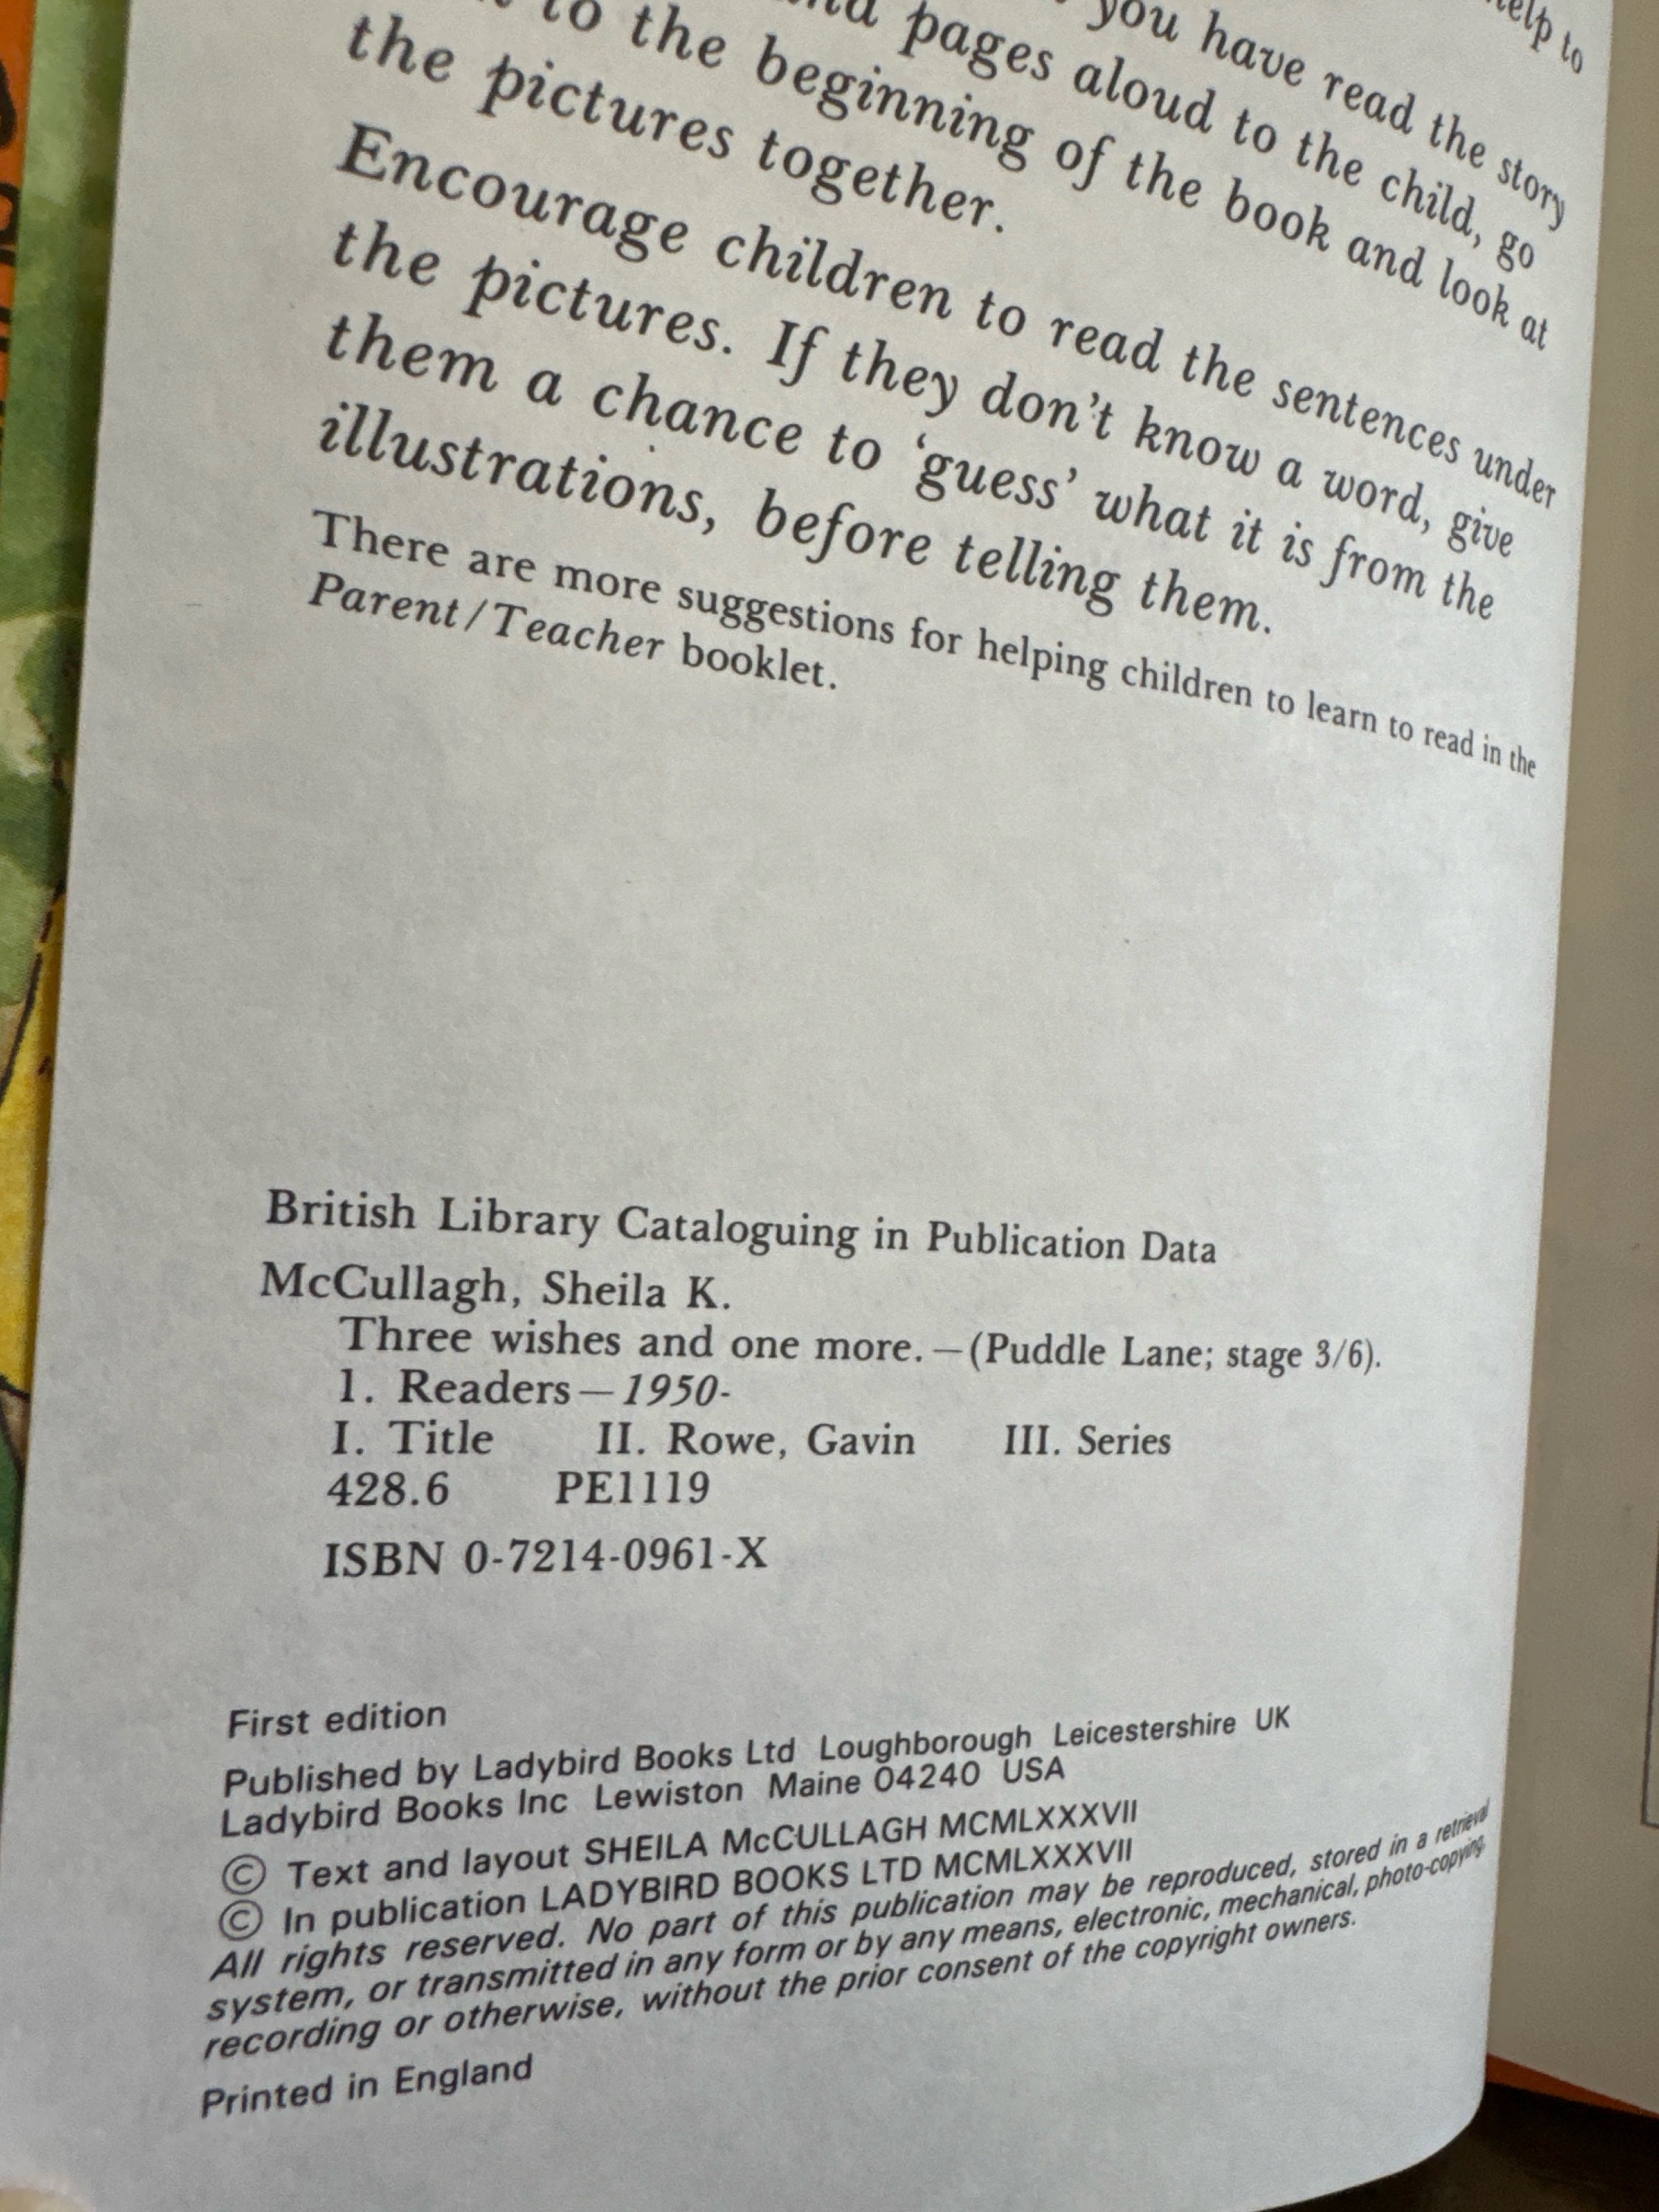 help to
you have read the story
pages aloud to the child, go
to the beginning of the book and look at
the pictures together.
Encourage children to read the sentences under
the pictures. If they don't know a word, give
them a chance to ‘guess’ what it is from the
illustrations, before telling them.
There are more suggestions for helping children to learn to read in the
Parent/Teacher booklet.
British Library Cataloguing in Publication Data
McCullagh, Sheila K.
Three wishes and one more.—(Puddle Lane; stage 3/6).
1. Readers—1950-
I. Title II. Rowe, Gavin III. Series
428.6 PE1119
ISBN 0-7214-0961-X
First edition
Published by Ladybird Books Ltd Loughborough Leicestershire UK
Ladybird Books Inc Lewiston Maine 04240 USA
© Text and layout SHEILA McCULLAGH MCMLXXXVII
© In publication LADYBIRD BOOKS LTD MCMLXXXVII
All rights reserved. No part of this publication may be reproduced, stored in a retrieval
system, or transmitted in any form or by any means, electronic, mechanical, photo-copying,
recording or otherwise, without the prior consent of the copyright owners.
Printed in England